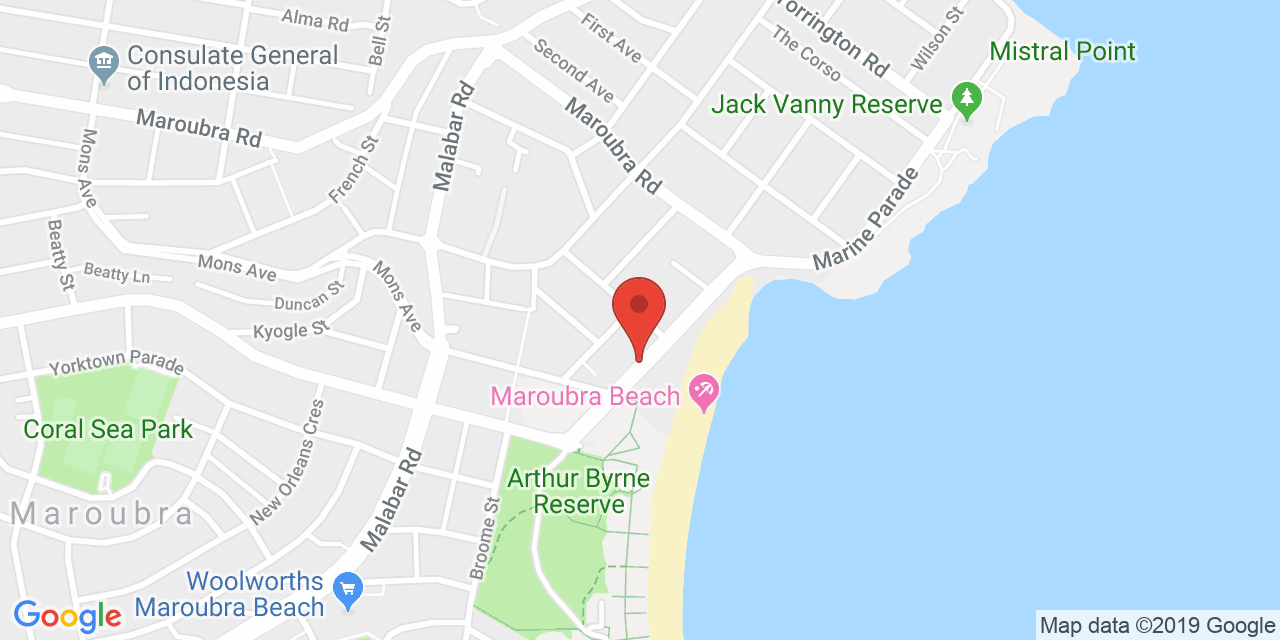 Alma Rd
Bell St
First Ave
Torrington Rd
Wilson St
Second Ave
The Corso
Mistral Point
Consulate General
of Indonesia
Jack Vanny Reserve
Maroubra Rd
Malabar Rd
Maroubra Rd
Mons Ave
French St
Marine Parade
Beatty St
Beatty Ln
Mons Ave
Mons Ave
Duncan St
Kyogle St
Yorktown Parade
Maroubra Beach
Coral Sea Park
New Orleans Cres
Malabar Rd
Arthur Byrne
Reserve
Maroubra
Broome St
Woolworths
Maroubra Beach
Google
Map data ©2019 Google